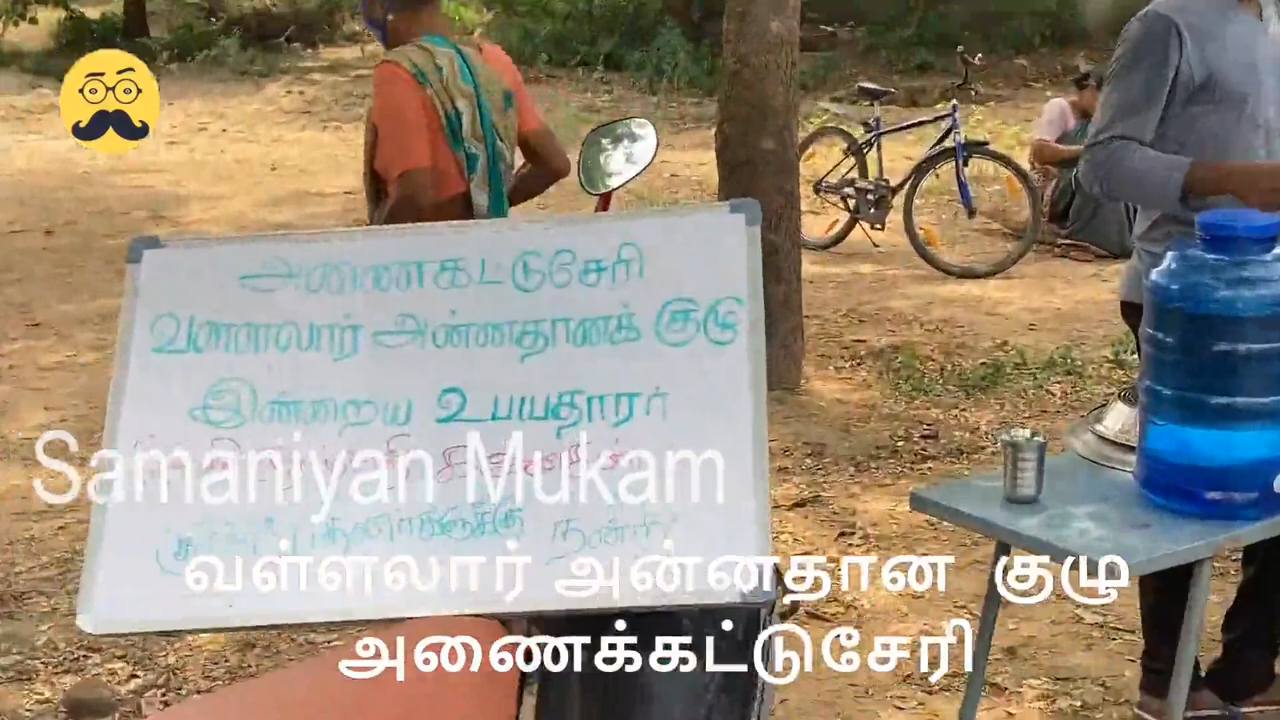 அணைகட்டுசேரி
வள்ளலார் அன்னதானக் குழு
இன்றைய உபயதாரர்
Samaniyan Mukam
நன்றி
வள்ளலார் அன்னதான குழு
அணைக்கட்டுசேரி